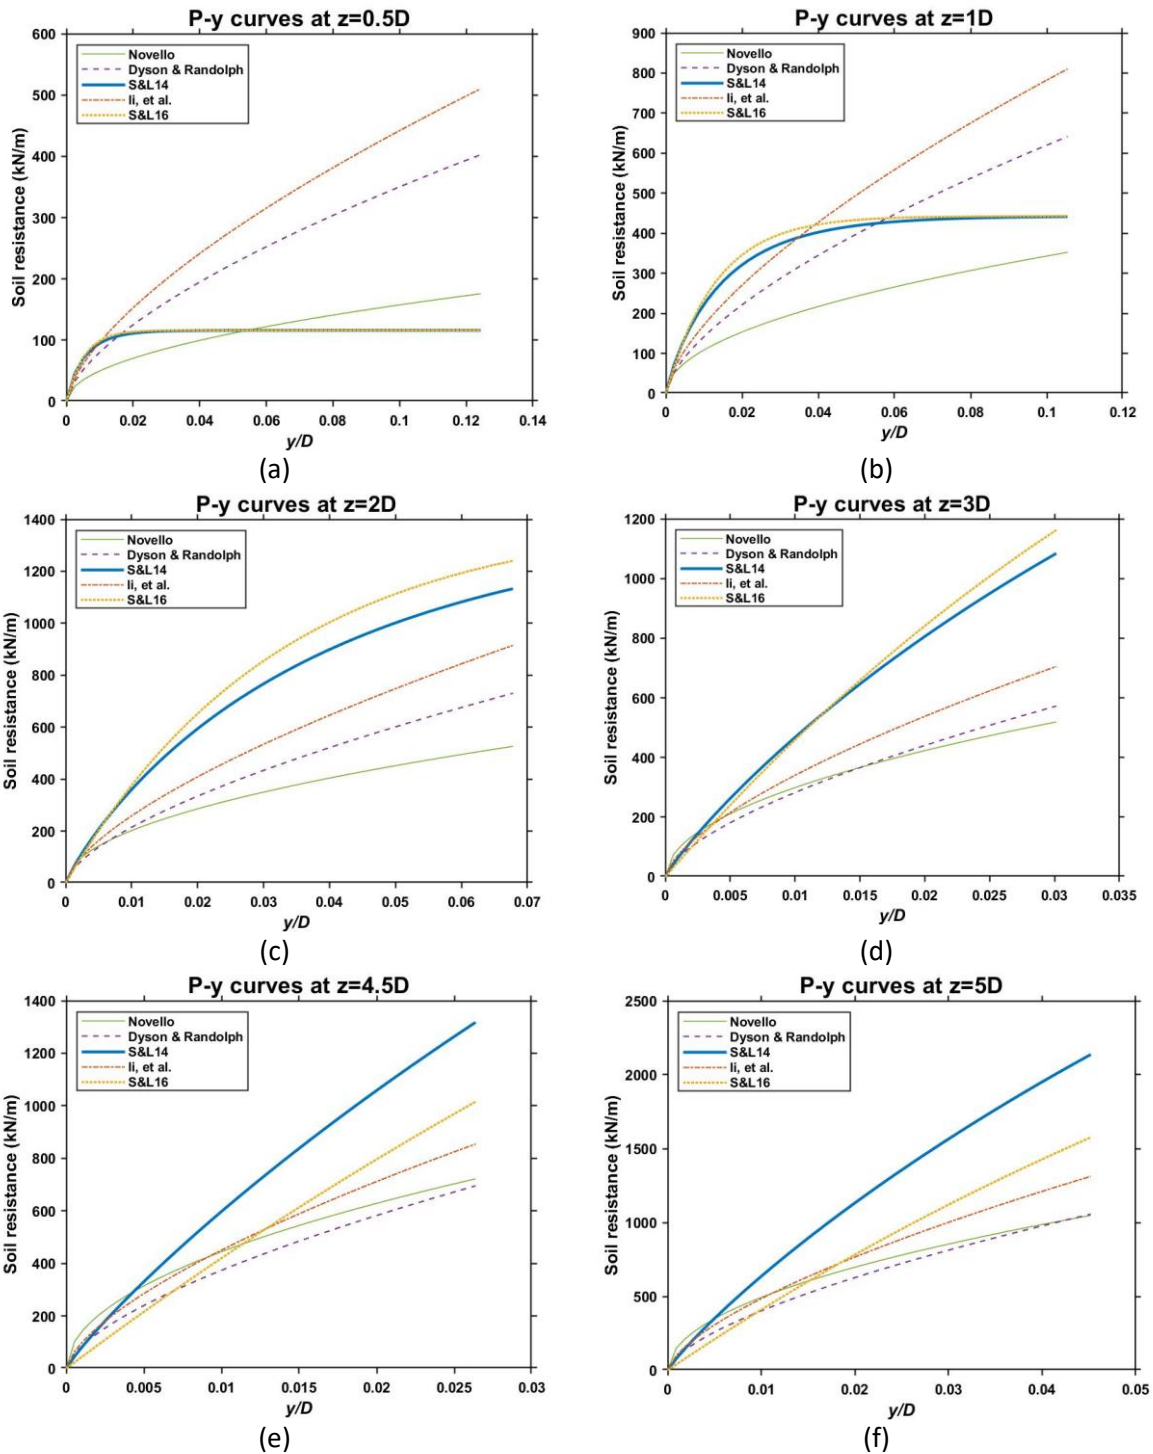 P-y curves at z=0.5D
600
500
400
300
200
100
0
Soil resistance (kN/m)
Novello
Dyson & Randolph
S&L14
li, et al.
S&L16
0 0.02 0.04 0.06 0.08 0.1 0.12 0.14
y/D
(a)
P-y curves at z=1D
900
800
700
600
500
400
300
200
100
0
Soil resistance (kN/m)
Novello
Dyson & Randolph
S&L14
li, et al.
S&L16
0 0.02 0.04 0.06 0.08 0.1 0.12
y/D
(b)
P-y curves at z=2D
1400
1200
1000
800
600
400
200
0
Soil resistance (kN/m)
Novello
Dyson & Randolph
S&L14
li, et al.
S&L16
0 0.01 0.02 0.03 0.04 0.05 0.06 0.07
y/D
(c)
P-y curves at z=3D
1200
1000
800
600
400
200
0
Soil resistance (kN/m)
Novello
Dyson & Randolph
S&L14
li, et al.
S&L16
0 0.005 0.01 0.015 0.02 0.025 0.03 0.035
y/D
(d)
P-y curves at z=4.5D
1400
1200
1000
800
600
400
200
0
Soil resistance (kN/m)
Novello
Dyson & Randolph
S&L14
li, et al.
S&L16
0 0.005 0.01 0.015 0.02 0.025 0.03
y/D
(e)
P-y curves at z=5D
2500
2000
1500
1000
500
0
Soil resistance (kN/m)
Novello
Dyson & Randolph
S&L14
li, et al.
S&L16
0 0.01 0.02 0.03 0.04 0.05
y/D
(f)